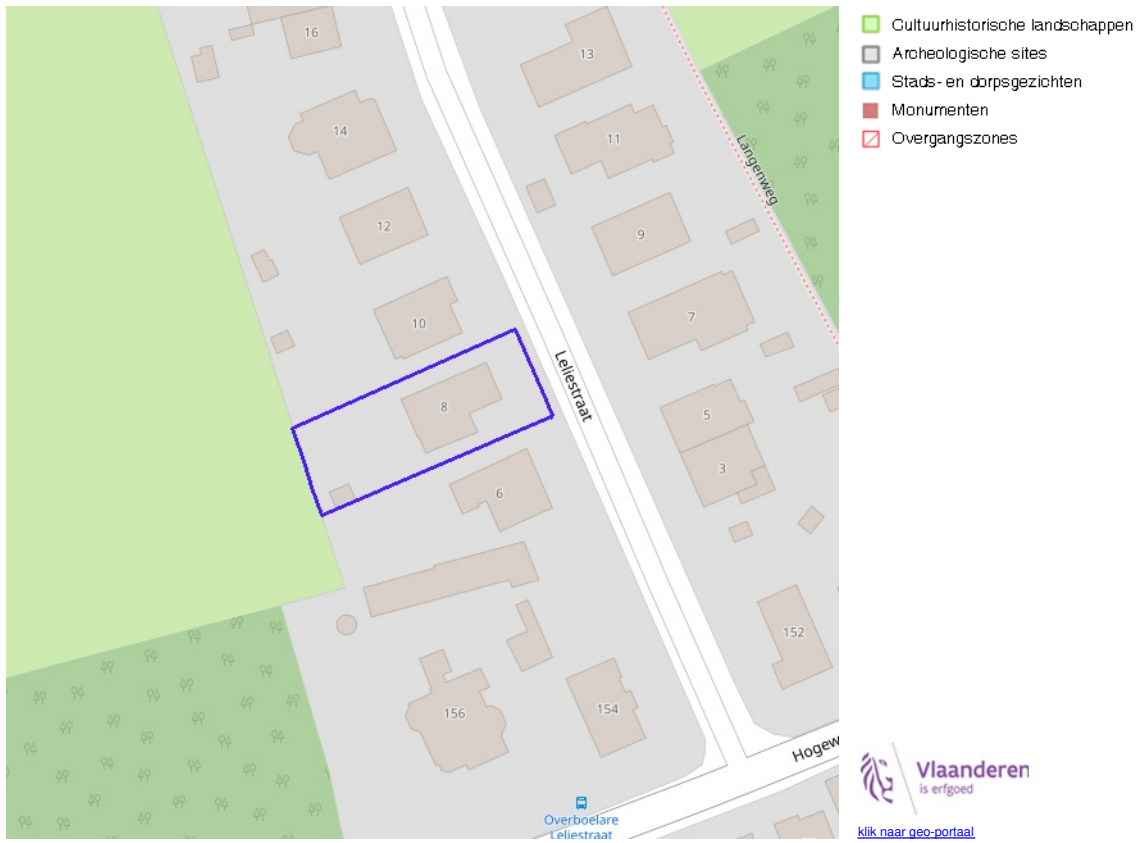 16
13
14
11
Langenweg
12
9
10
7
Leliestraat
8
5
3
6
152
154
156
Hogew
Overboelare
Leliestraat
Cultuurhistorische landschappen
Archeologische sites
Stads- en dorpsgezichten
Monumenten
Overgangszones
Vlaanderen
is erfgoed
klik naar geo-portaal